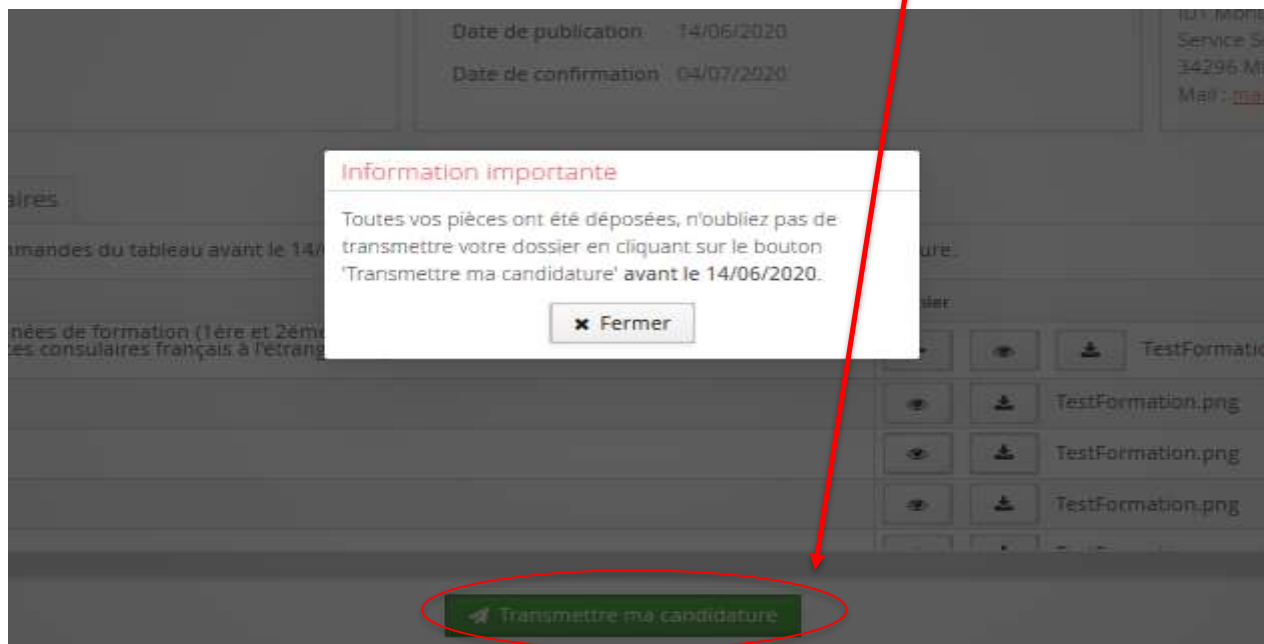 Date de publication 14/06/2020
Service
Date de confirmation 04/07/2020
34296
Mail :
Information importante
aires
Toutes vos pièces ont été déposées, n'oubliez pas de
transmettre votre dossier en cliquant sur le bouton
'Transmettre ma candidature' avant le 14/06/2020.
mmandes du tableau avant le 14/ ure.
✖ Fermer
nées de formation (1ère et 2ème
tes consulaires français à l'étrang
TestFormatio
TestFormation.png
TestFormation.png
TestFormation.png
Transmettre ma candidature